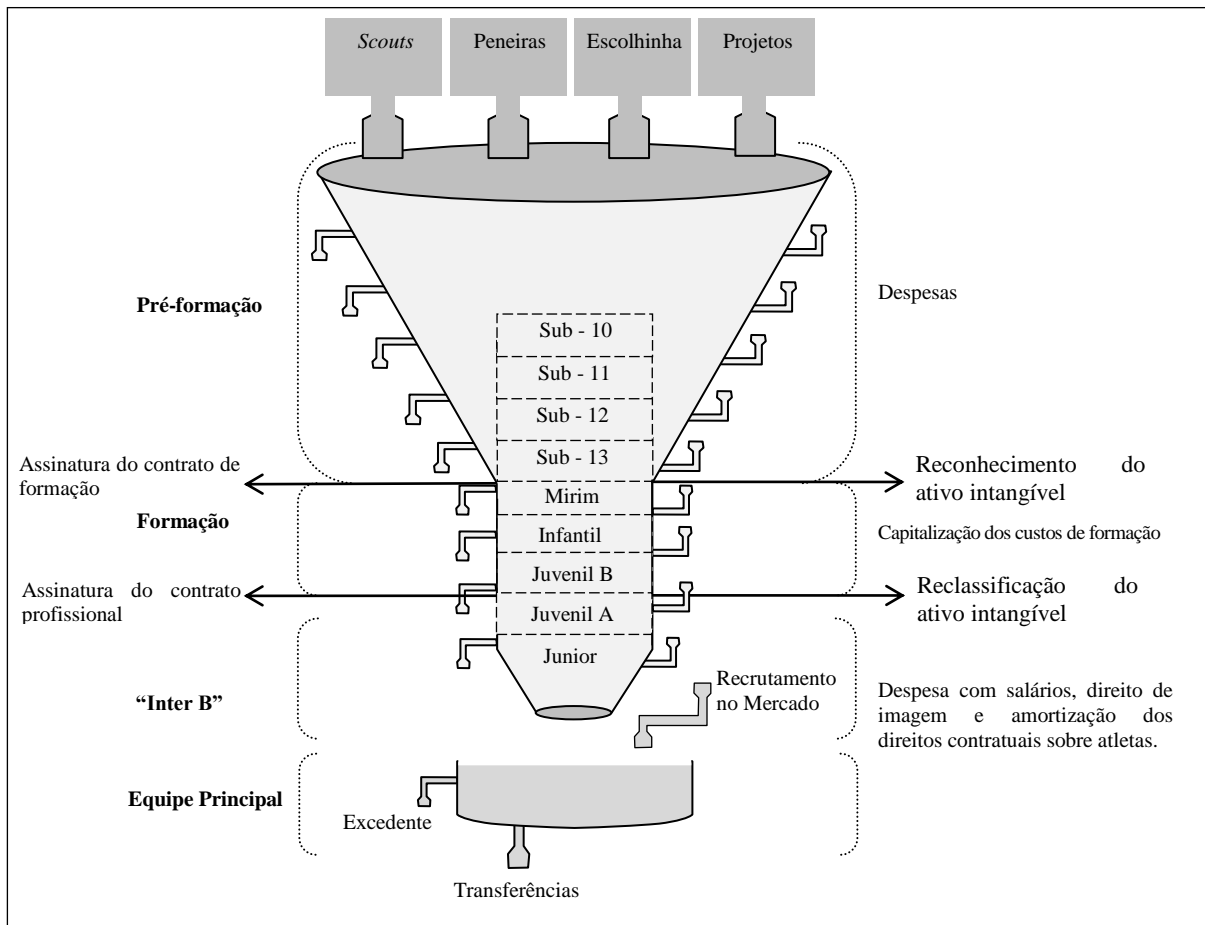 Scouts
Peneiras
Escolhinha
Projetos
Pré-formação
Despesas
Sub - 10
Sub - 11
Sub - 12
Sub - 13
Assinatura do contrato de
formação
Reconhecimento do
ativo intangível
Mirim
Formação
Infantil
Capitalização dos custos de formação
Juvenil B
Assinatura do contrato
profissional
Reclassificação do
ativo intangível
Juvenil A
Junior
Recrutamento
no Mercado
“Inter B”
Despesa com salários, direito de
imagem e amortização dos
direitos contratuais sobre atletas.
Equipe Principal
Excedente
Transferências